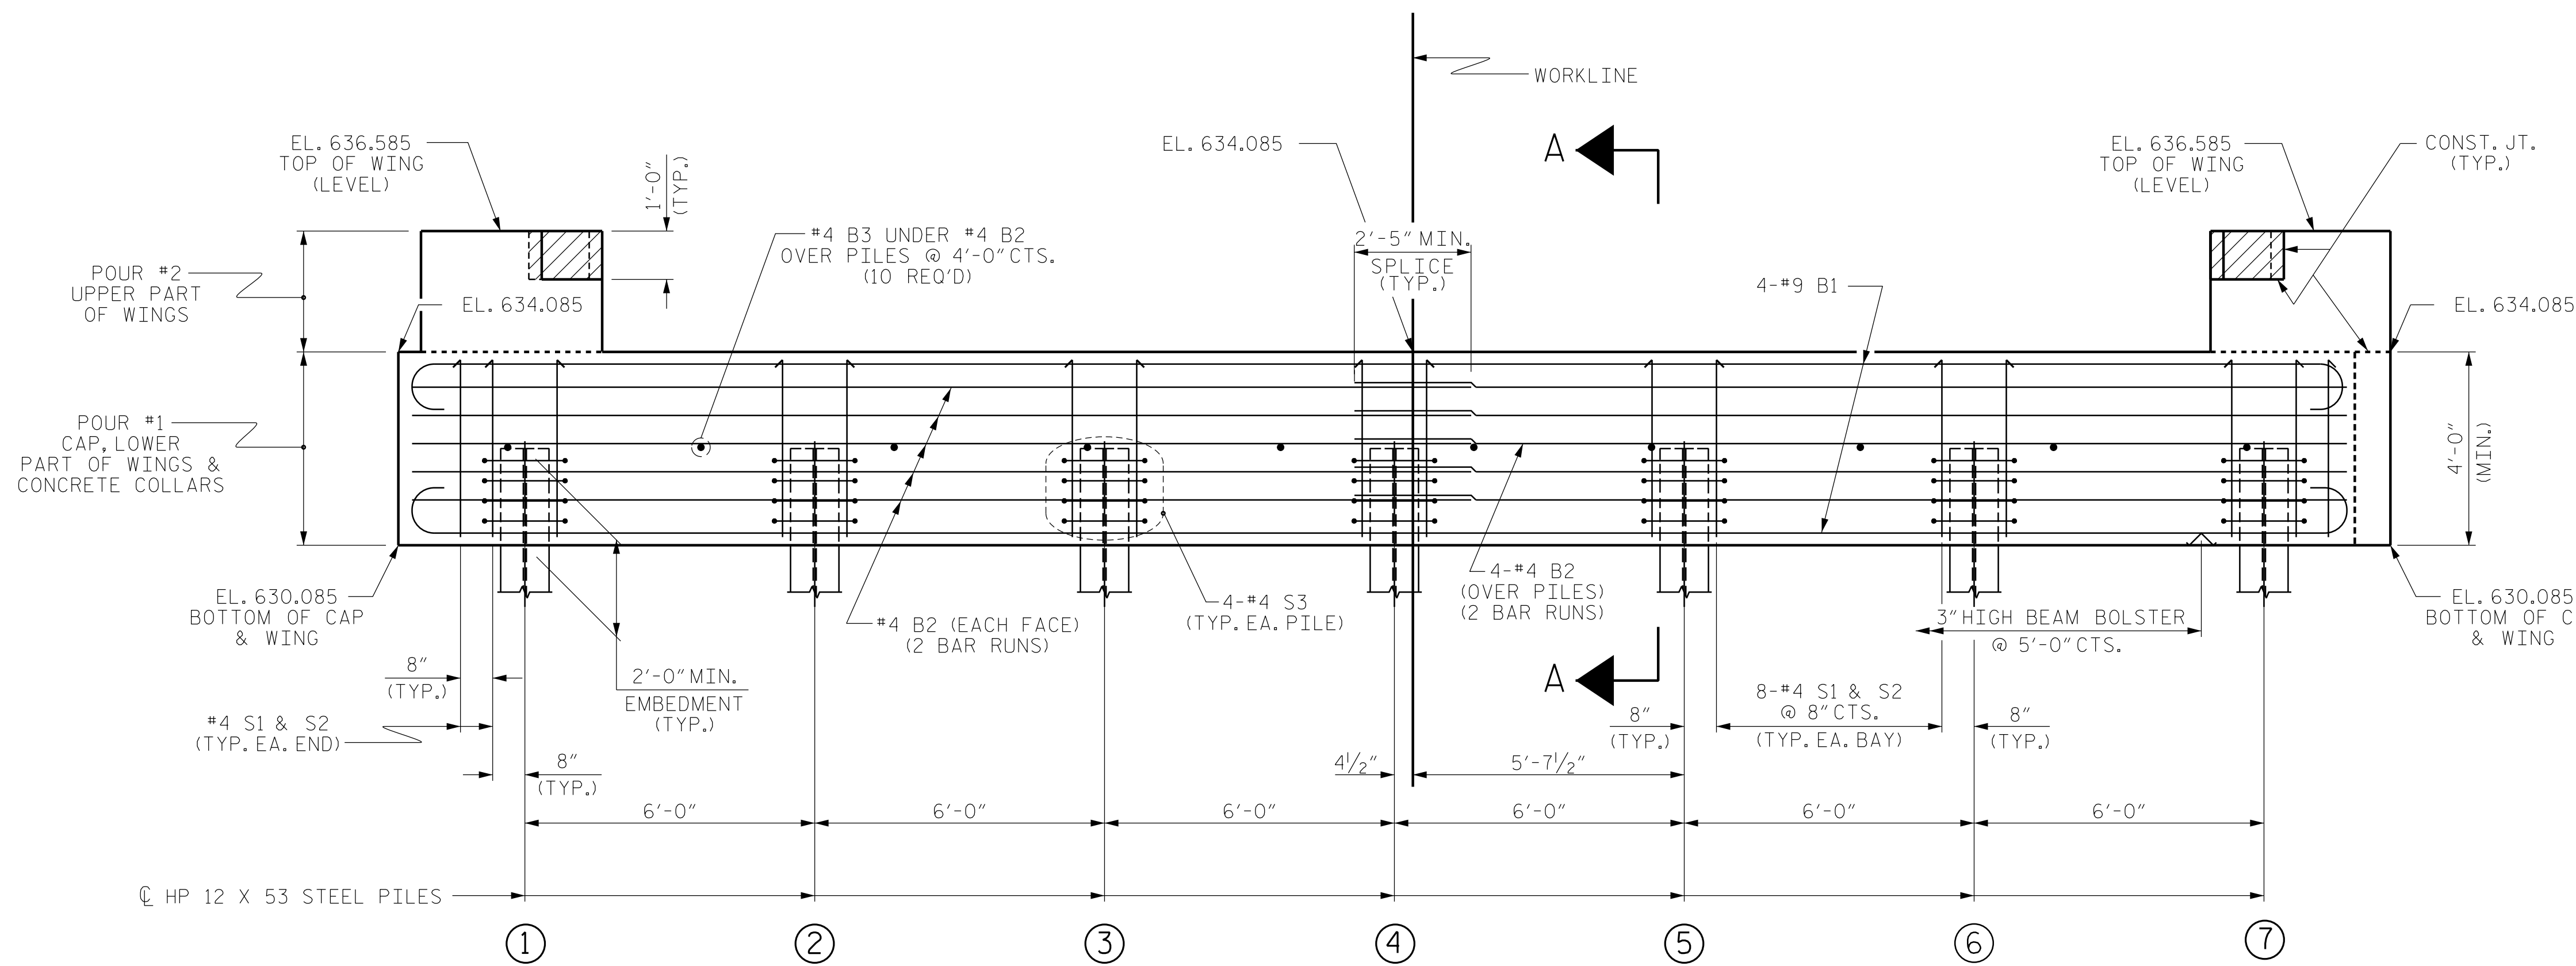 WORKLINE
A
EL. 636.585
TOP OF WING
(LEVEL)
1'-0"
(TYP.)
EL. 634.085
EL. 636.585
TOP OF WING
(LEVEL)
CONST. JT.
(TYP.)
#4 B3 UNDER #4 B2
OVER PILES @ 4'-0" CTS.
(10 REQ'D)
2'-5" MIN.
SPLICE
(TYP.)
POUR #2
UPPER PART
OF WINGS
EL. 634.085
4-#9 B1
EL. 634.085
POUR #1
CAP, LOWER
PART OF WINGS &
CONCRETE COLLARS
4'-0"
(MIN.)
EL. 630.085
BOTTOM OF CAP
& WING
#4 B2 (EACH FACE)
(2 BAR RUNS)
4-#4 S3
(TYP. EA. PILE)
4-#4 B2
(OVER PILES)
(2 BAR RUNS)
3" HIGH BEAM BOLSTER
@ 5'-0" CTS.
EL. 630.085
BOTTOM OF C
& WING
8"
(TYP.)
2'-0" MIN.
EMBEDMENT
(TYP.)
A
#4 S1 & S2
(TYP. EA. END)
8"
(TYP.)
8-#4 S1 & S2
@ 8" CTS.
(TYP. EA. BAY)
8"
(TYP.)
8"
(TYP.)
4½"
5'-7½"
6'-0"
6'-0"
6'-0"
6'-0"
6'-0"
6'-0"
℄ HP 12 X 53 STEEL PILES
1
2
3
4
5
6
7